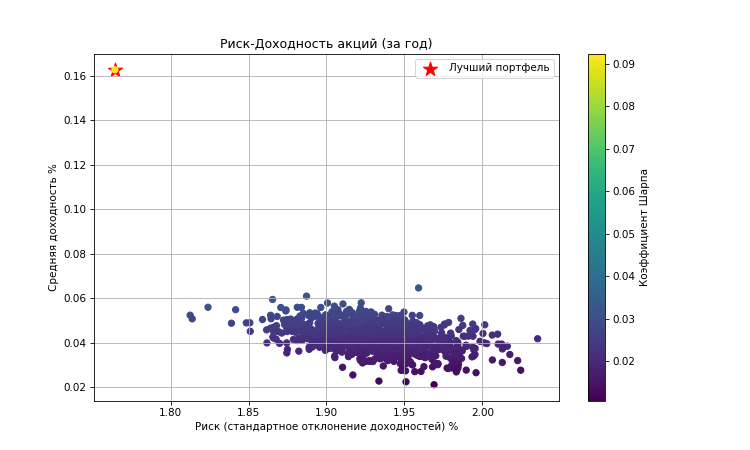 Риск-Доходность акций (за год)
Лучший портфель
Средняя доходность %
0.16
0.14
0.12
0.10
0.08
0.06
0.04
0.02
1.80 1.85 1.90 1.95 2.00
Риск (стандартное отклонение доходностей) %
0.09
0.08
0.07
0.06
0.05
0.04
0.03
0.02
Коэффициент Шарпа